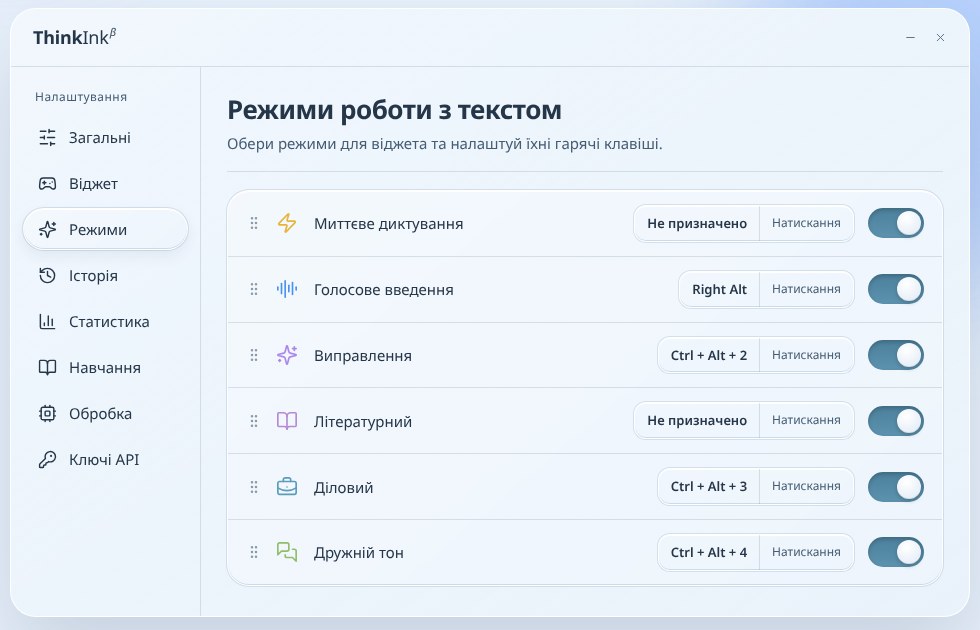 ThinkInkβ
Налаштування
Загальні
Віджет
Режими
Історія
Статистика
Навчання
Обробка
Ключі API
Режими роботи з текстом
Обери режими для віджета та налаштуй їхні гарячі клавіші.
Миттєве диктування Не призначено Натискання
Голосове введення Right Alt Натискання
Виправлення Ctrl + Alt + 2 Натискання
Літературний Не призначено Натискання
Діловий Ctrl + Alt + 3 Натискання
Дружній тон Ctrl + Alt + 4 Натискання